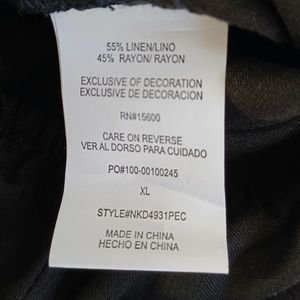 55% LINEN/LINO
45% RAYON/ RAYON
EXCLUSIVE OF DECORATION
EXCLUSIVE DE DECORACION
RN#15600
CARE ON REVERSE
VER AL DORSO PARA CUIDADO
PO#100-00100245
XL
STYLE#NKD4931PEC
MADE IN CHINA
HECHO EN CHINA